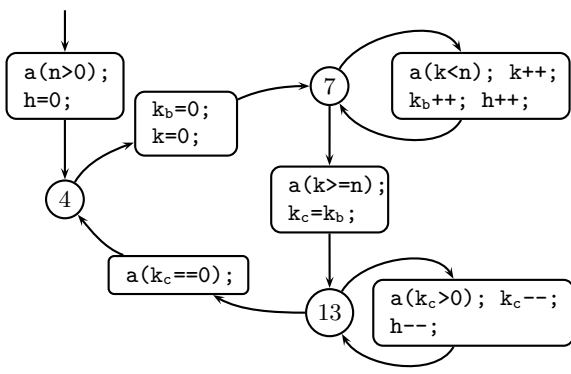 a(n>0);
h=0;
k_b=0;
k=0;
7
a(k<n); k++;
k_b++; h++;
4
a(k>=n);
k_c=k_b;
a(k_c==0);
13
a(k_c>0); k_c--;
h--;